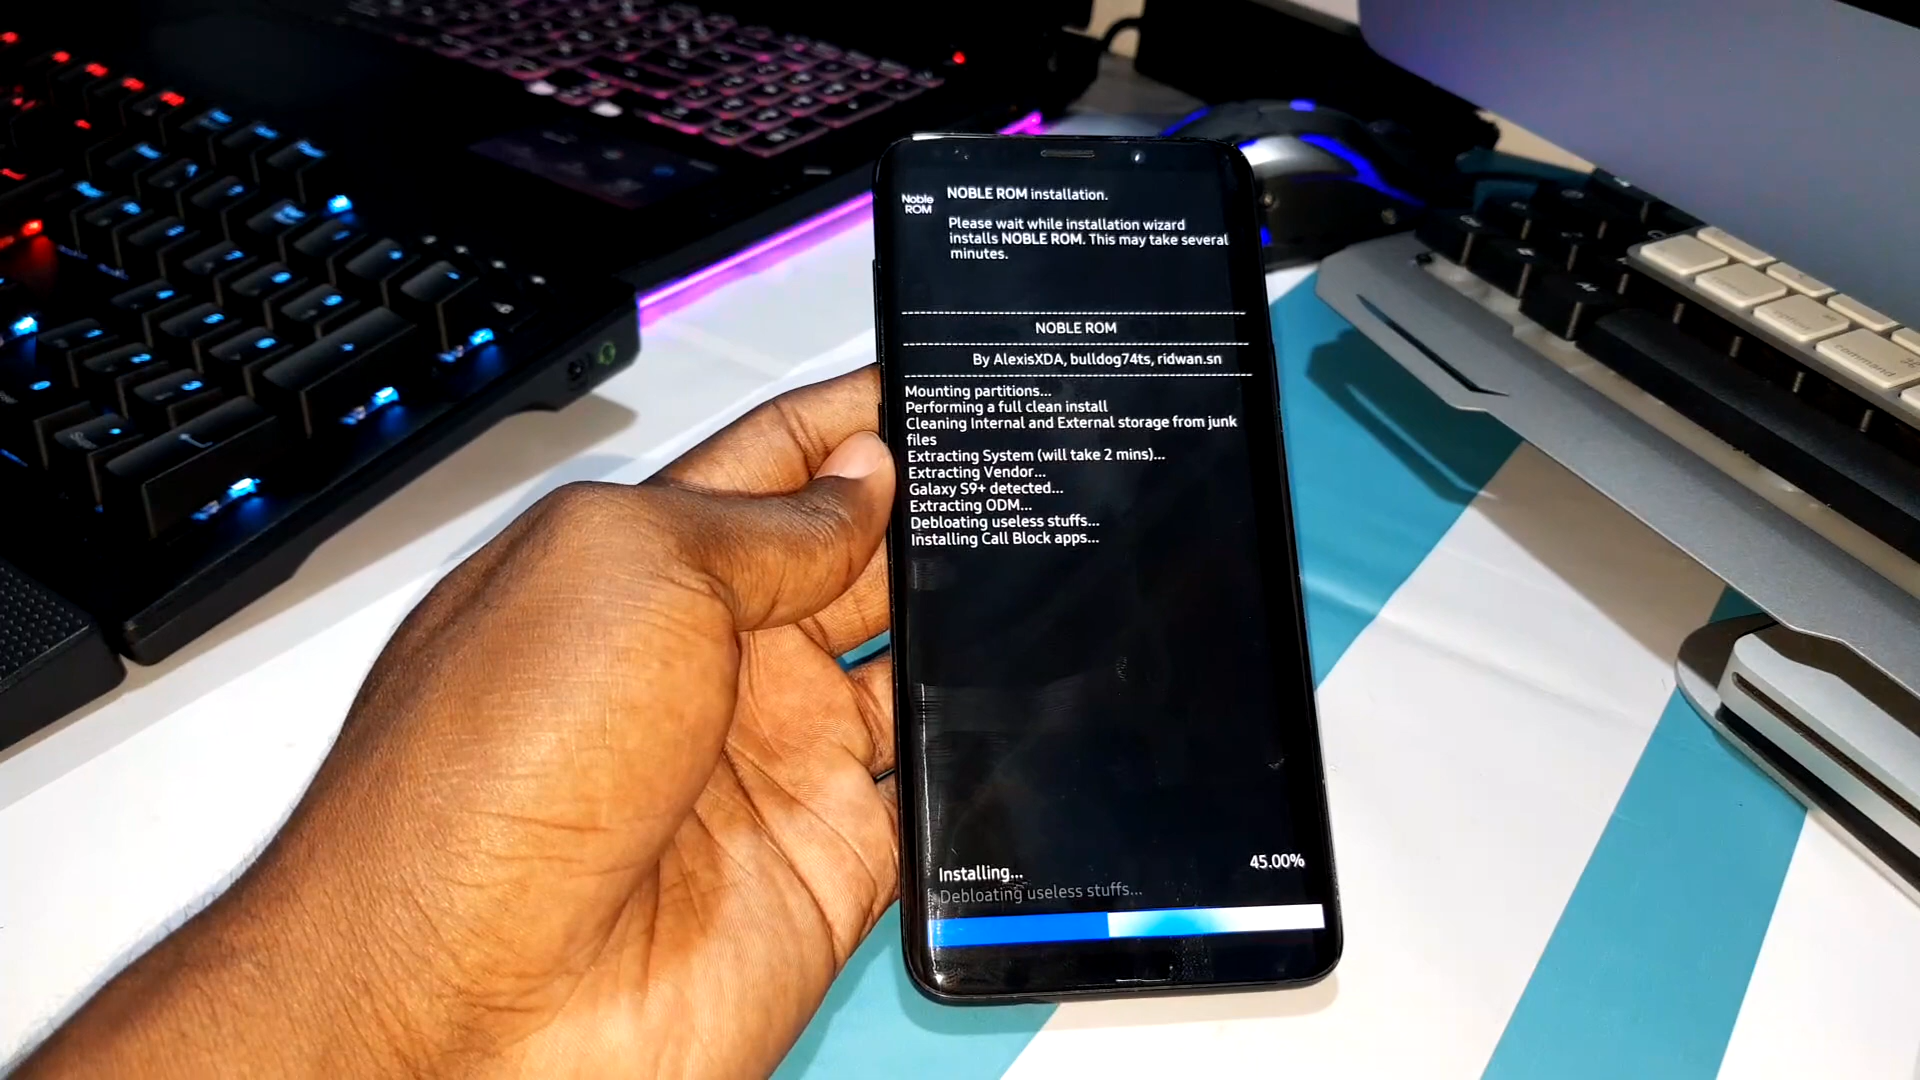 Noble
ROM
NOBLE ROM installation.
Please wait while installation wizard
installs NOBLE ROM. This may take several
minutes.
NOBLE ROM
By AlexisXDA, bulldog74ts, ridwan.sn
Mounting partitions...
Performing a full clean install
Cleaning Internal and External storage from junk
files
Extracting System (will take 2 mins)...
Extracting Vendor...
Galaxy S9+ detected...
Extracting ODM...
Debloating useless stuffs...
Installing Call Block apps...
45.00%
Installing...
Debloating useless stuffs...
option
command